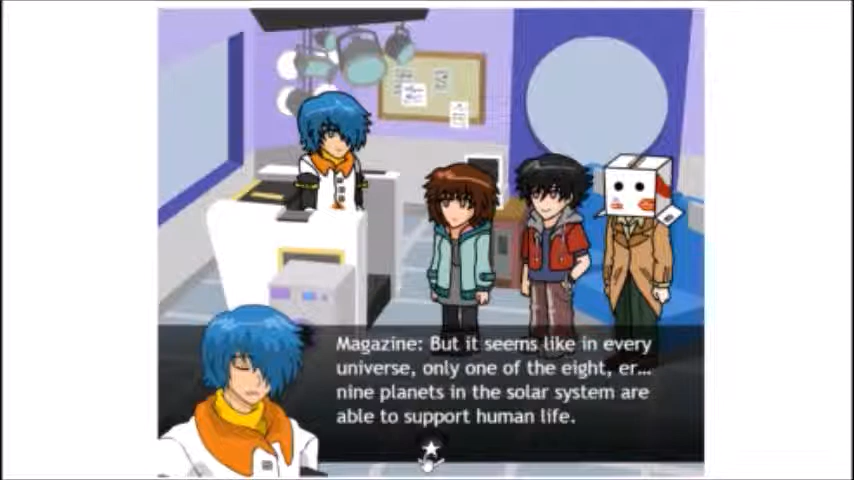 Magazine: But it seems like in every
universe, only one of the eight, er...
nine planets in the solar system are
able to support human life.